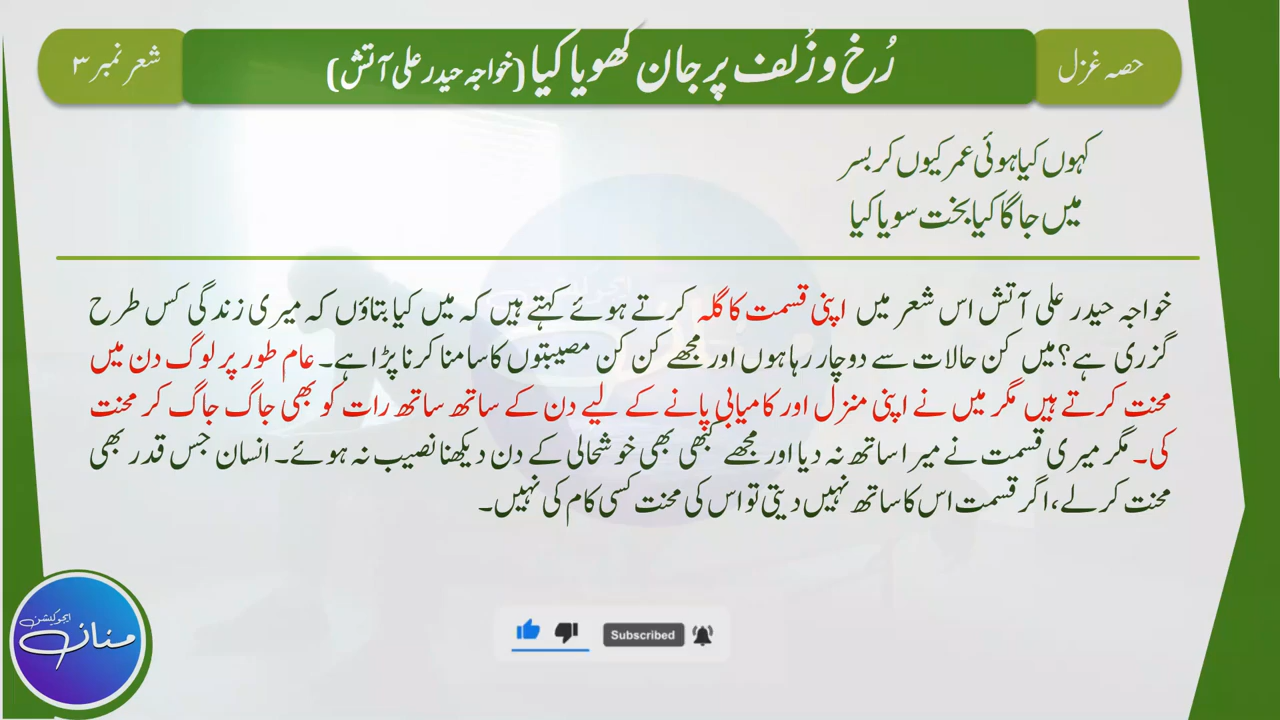 حصہ غزل
رُخ و زُلف پر جان کھویا کیا (خواجہ حیدر علی آتش)
شعر نمبر ۳
کہوں کیا ہوئی عمر کیوں کر بسر
میں جاگا کیا بخت سویا کیا
خواجہ حیدر علی آتش اس شعر میں اپنی قسمت کا گلہ کرتے ہوئے کہتے ہیں کہ میں کیا بتاؤں کہ میری زندگی کس طرح
گزری ہے؟ میں کن حالات سے دوچار رہا ہوں اور مجھے کن کن مصیبتوں کا سامنا کرنا پڑا ہے۔ عام طور پر لوگ دن میں
محنت کرتے ہیں مگر میں نے اپنی منزل اور کامیابی پانے کے لیے دن کے ساتھ ساتھ رات کو بھی جاگ جاگ کر محنت
کی۔ مگر میری قسمت نے میرا ساتھ نہ دیا اور مجھے کبھی بھی خوشحالی کے دن دیکھنا نصیب نہ ہوئے۔ انسان جس قدر بھی
محنت کرلے، اگر قسمت اس کا ساتھ نہیں دیتی تو اس کی محنت کسی کام کی نہیں۔
ایجوکیشن
منان
Subscribed